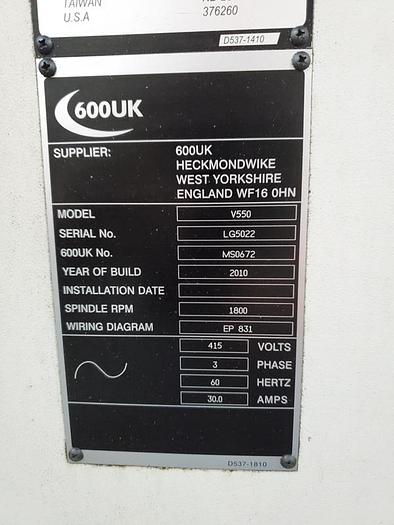 TAIWAN
U.S.A
376260
D537-1410
600UK
SUPPLIER: 600UK
HECKMONDWIKE
WEST YORKSHIRE
ENGLAND WF16 0HN
MODEL V550
SERIAL No. LG5022
600UK No. MS0672
YEAR OF BUILD 2010
INSTALLATION DATE
SPINDLE RPM 1800
WIRING DIAGRAM EP 831
415 VOLTS
3 PHASE
60 HERTZ
30.0 AMPS
D537-1810